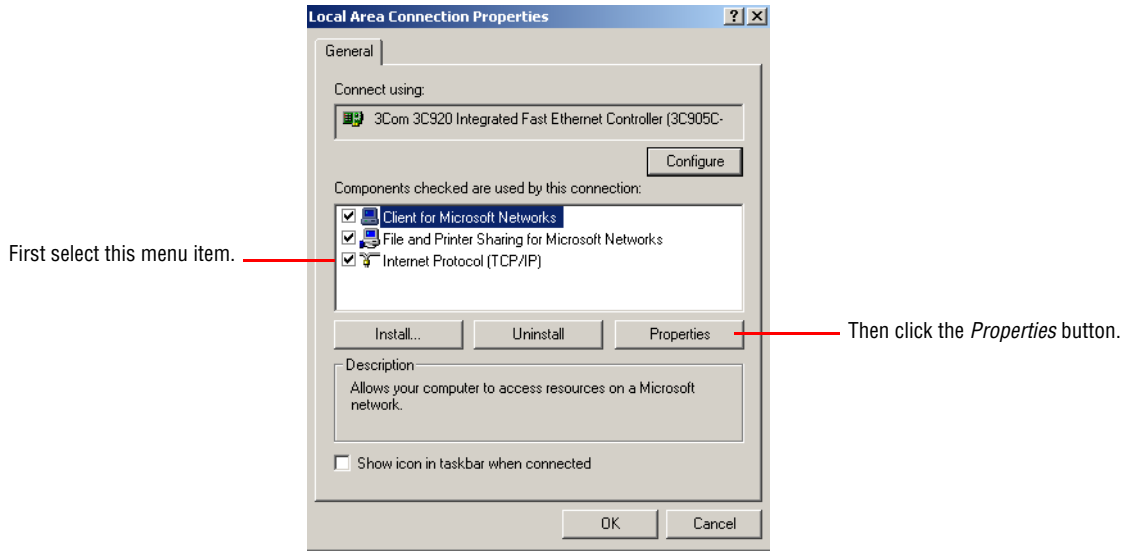 Local Area Connection Properties
General
Connect using:
3Com 3C920 Integrated Fast Ethernet Controller (3C905C-
Configure
Components checked are used by this connection:
Client for Microsoft Networks
File and Printer Sharing for Microsoft Networks
First select this menu item.
Internet Protocol (TCP/IP)
Install...
Uninstall
Properties
Then click the Properties button.
Description
Allows your computer to access resources on a Microsoft
network.
Show icon in taskbar when connected
OK
Cancel